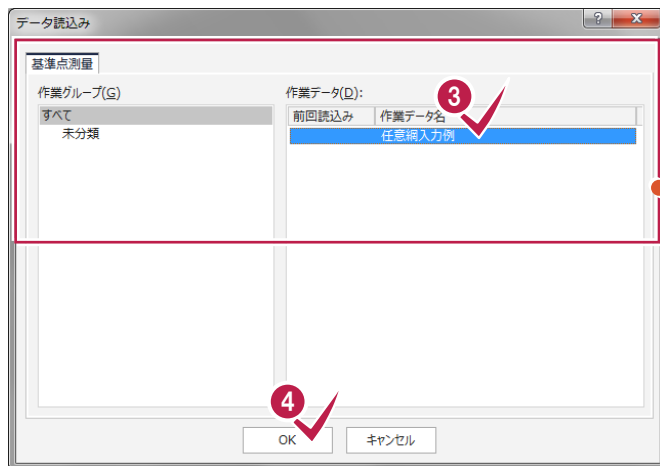 データ読込み
?
X
基準点測量
作業グループ(G)
作業データ(D):
すべて
未分類
前回読込み
作業データ名
任意網入力例
3
4
OK
キャンセル